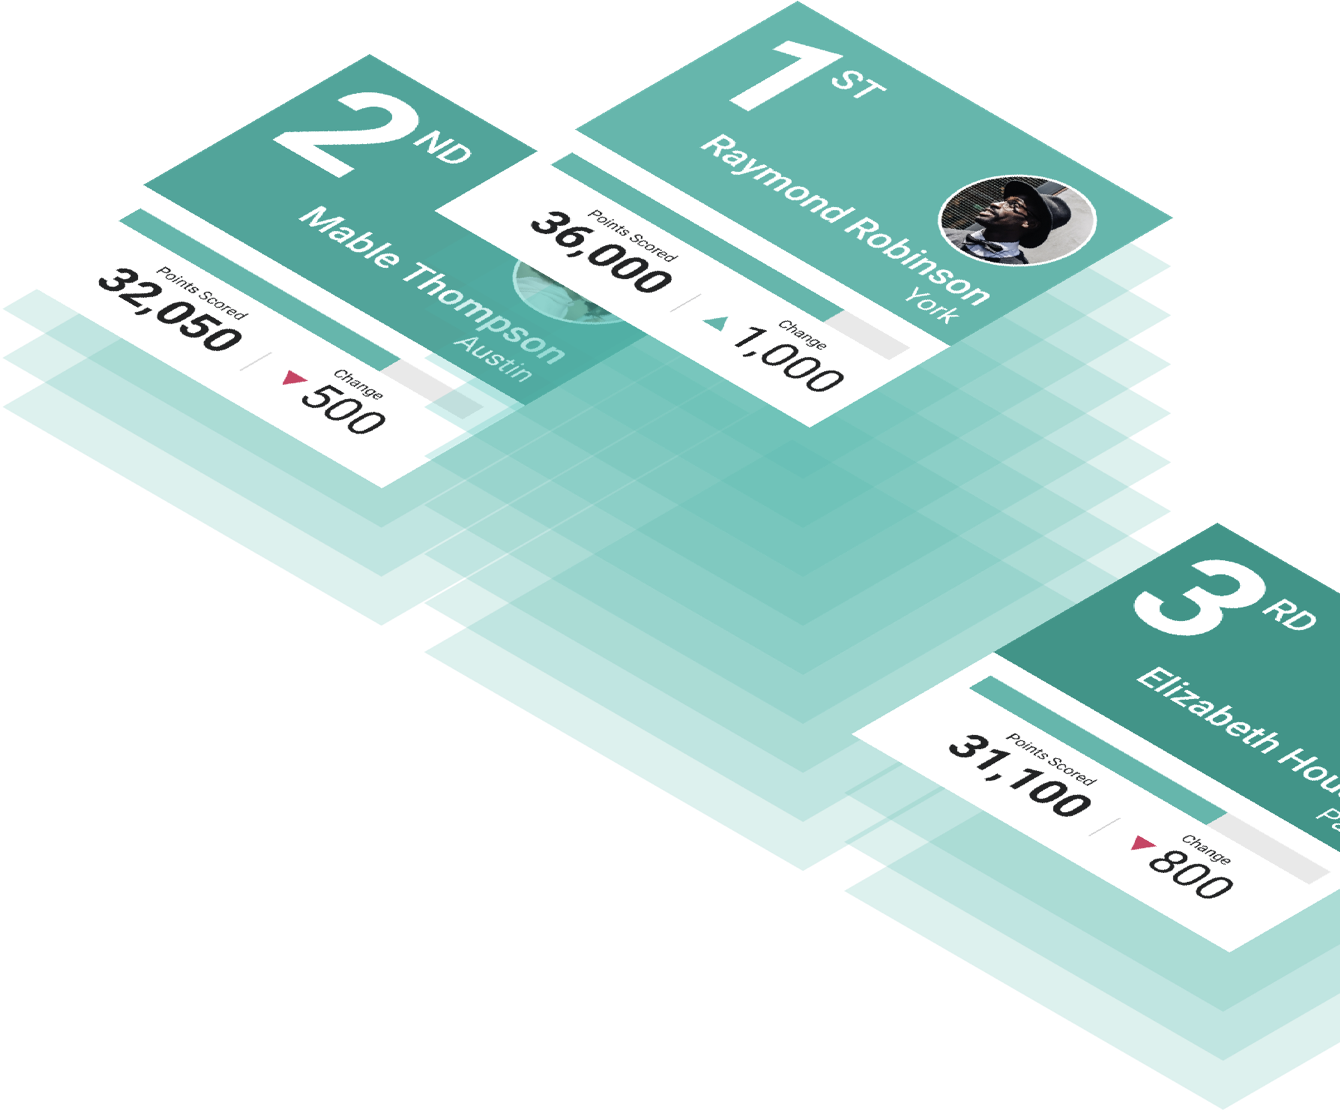 1ST
Raymond Robinson
York
Points Scored
36,000
Change
1,000
2ND
Mable Thompson
Austin
Points Scored
32,050
Change
500
3RD
Elizabeth
Points Scored
31,100
Change
800